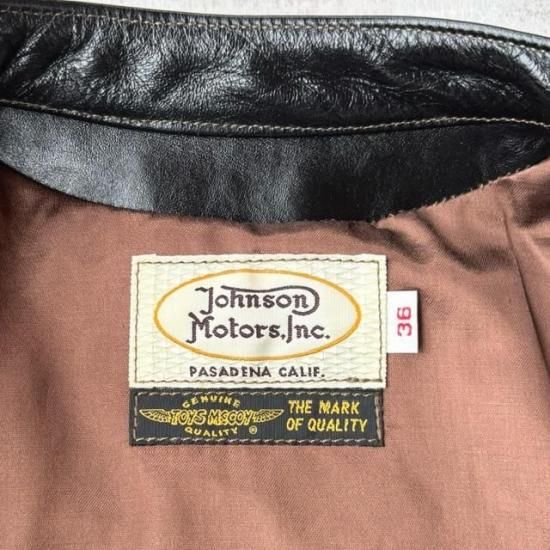 Johnson
Motors, Inc.
PASADENA CALIF.
36
GENUINE
TOYS McCOY
QUALITY ®
THE MARK
OF QUALITY